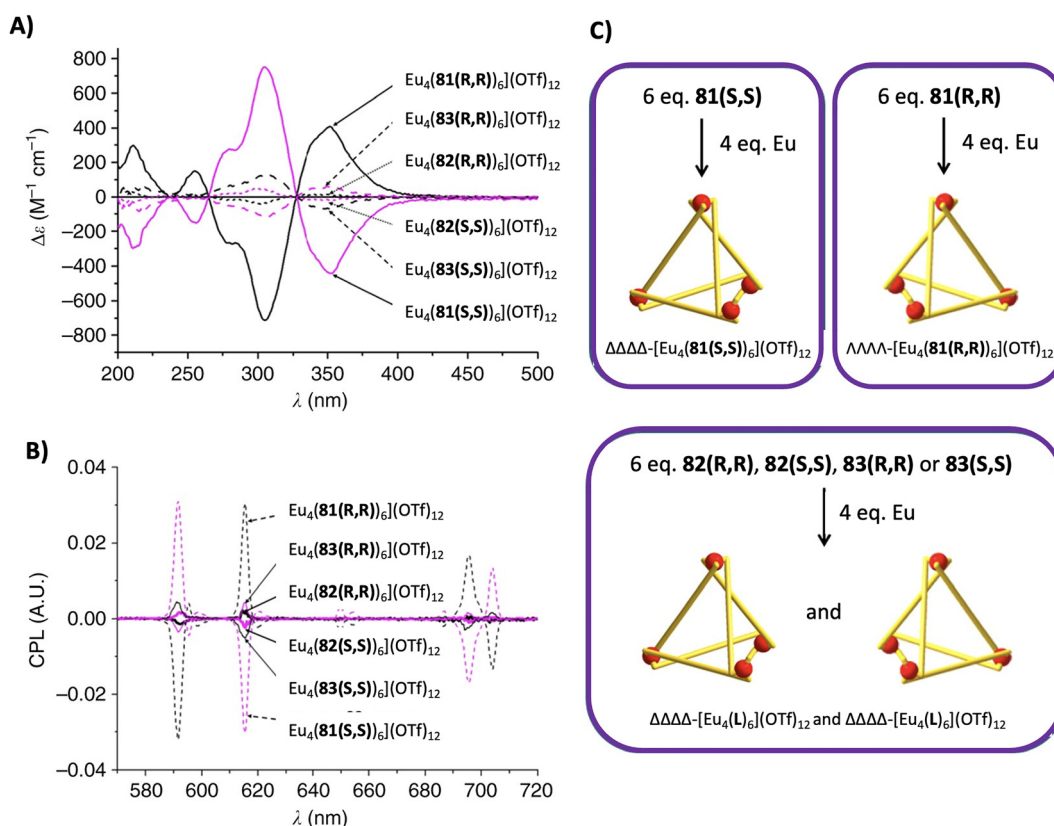 A)
Δε (M⁻¹ cm⁻¹)
800
600
400
200
0
−200
−400
−600
−800
Eu₄(81(R,R))₆](OTf)₁₂
Eu₄(83(R,R))₆](OTf)₁₂
Eu₄(82(R,R))₆](OTf)₁₂
Eu₄(82(S,S))₆](OTf)₁₂
Eu₄(83(S,S))₆](OTf)₁₂
Eu₄(81(S,S))₆](OTf)₁₂
200 250 300 350 400 450 500
λ (nm)
B)
CPL (A.U.)
0.04
0.02
0.00
−0.02
−0.04
Eu₄(81(R,R))₆](OTf)₁₂
Eu₄(83(R,R))₆](OTf)₁₂
Eu₄(82(R,R))₆](OTf)₁₂
Eu₄(82(S,S))₆](OTf)₁₂
Eu₄(83(S,S))₆](OTf)₁₂
Eu₄(81(S,S))₆](OTf)₁₂
580 600 620 640 660 680 700 720
λ (nm)
C)
6 eq. 81(S,S)
4 eq. Eu
ΔΔΔΔ-[Eu₄(81(S,S))₆](OTf)₁₂
6 eq. 81(R,R)
4 eq. Eu
ΛΛΛΛ-[Eu₄(81(R,R))₆](OTf)₁₂
6 eq. 82(R,R), 82(S,S), 83(R,R) or 83(S,S)
4 eq. Eu
and
ΔΔΔΔ-[Eu₄(L)₆](OTf)₁₂ and ΔΔΔΔ-[Eu₄(L)₆](OTf)₁₂